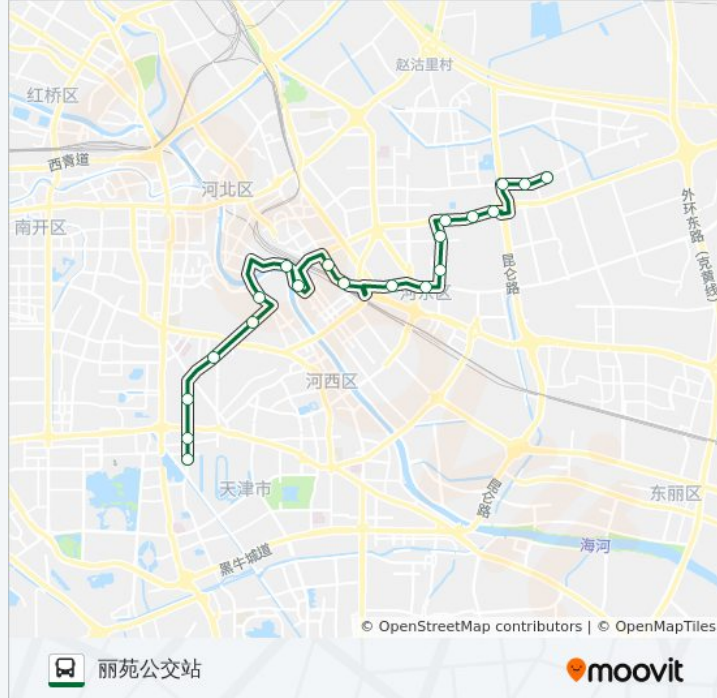 赵沽里村
红桥区
西青道
河北区
南开区
外环东路（克黄线）
昆仑路
河东区
河西区
天津市
昆仑路
东丽区
海河
黑牛城道
© OpenStreetMap contributors | © OpenMapTiles
丽苑公交站
moovit